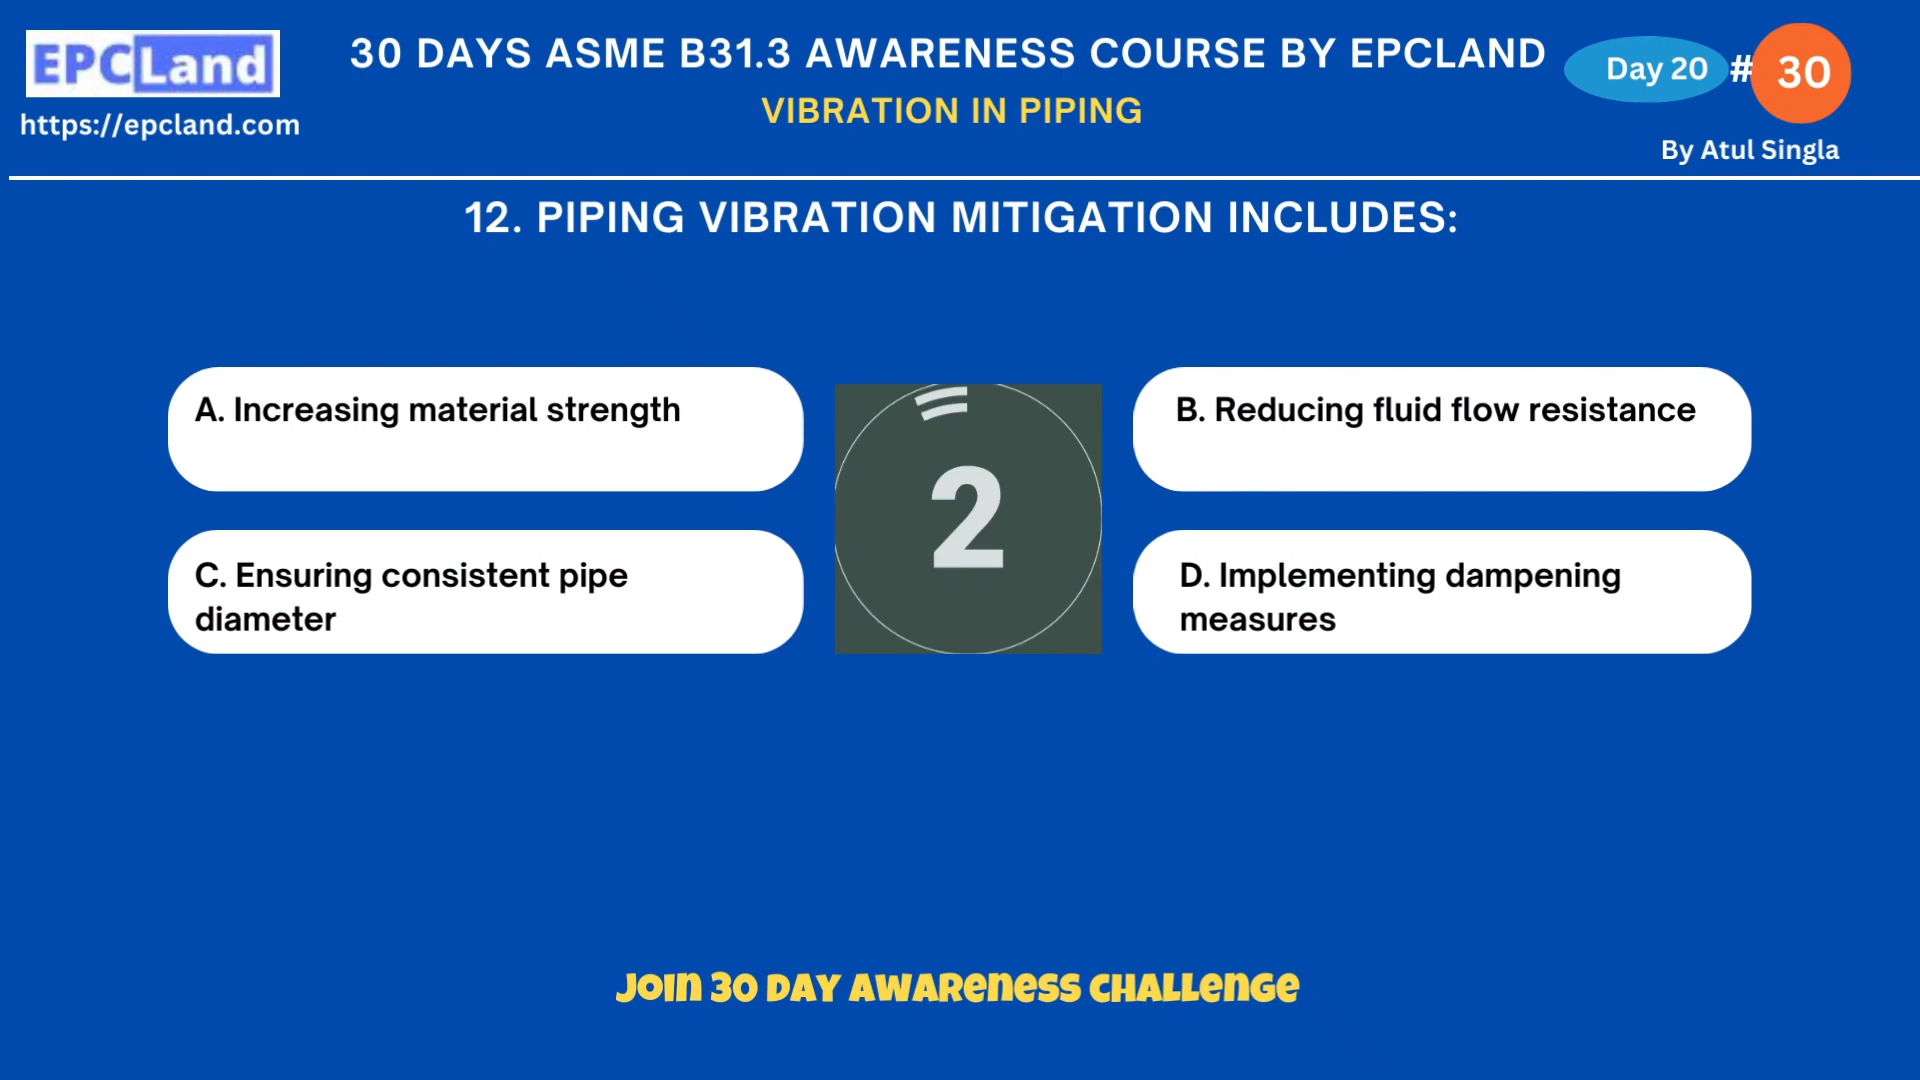 EPCLand
https://epcland.com
30 DAYS ASME B31.3 AWARENESS COURSE BY EPCLAND
VIBRATION IN PIPING
Day 20 # 30
By Atul Singla
12. PIPING VIBRATION MITIGATION INCLUDES:
A. Increasing material strength
B. Reducing fluid flow resistance
2
C. Ensuring consistent pipe
diameter
D. Implementing dampening
measures
Join 30 Day Awareness Challenge